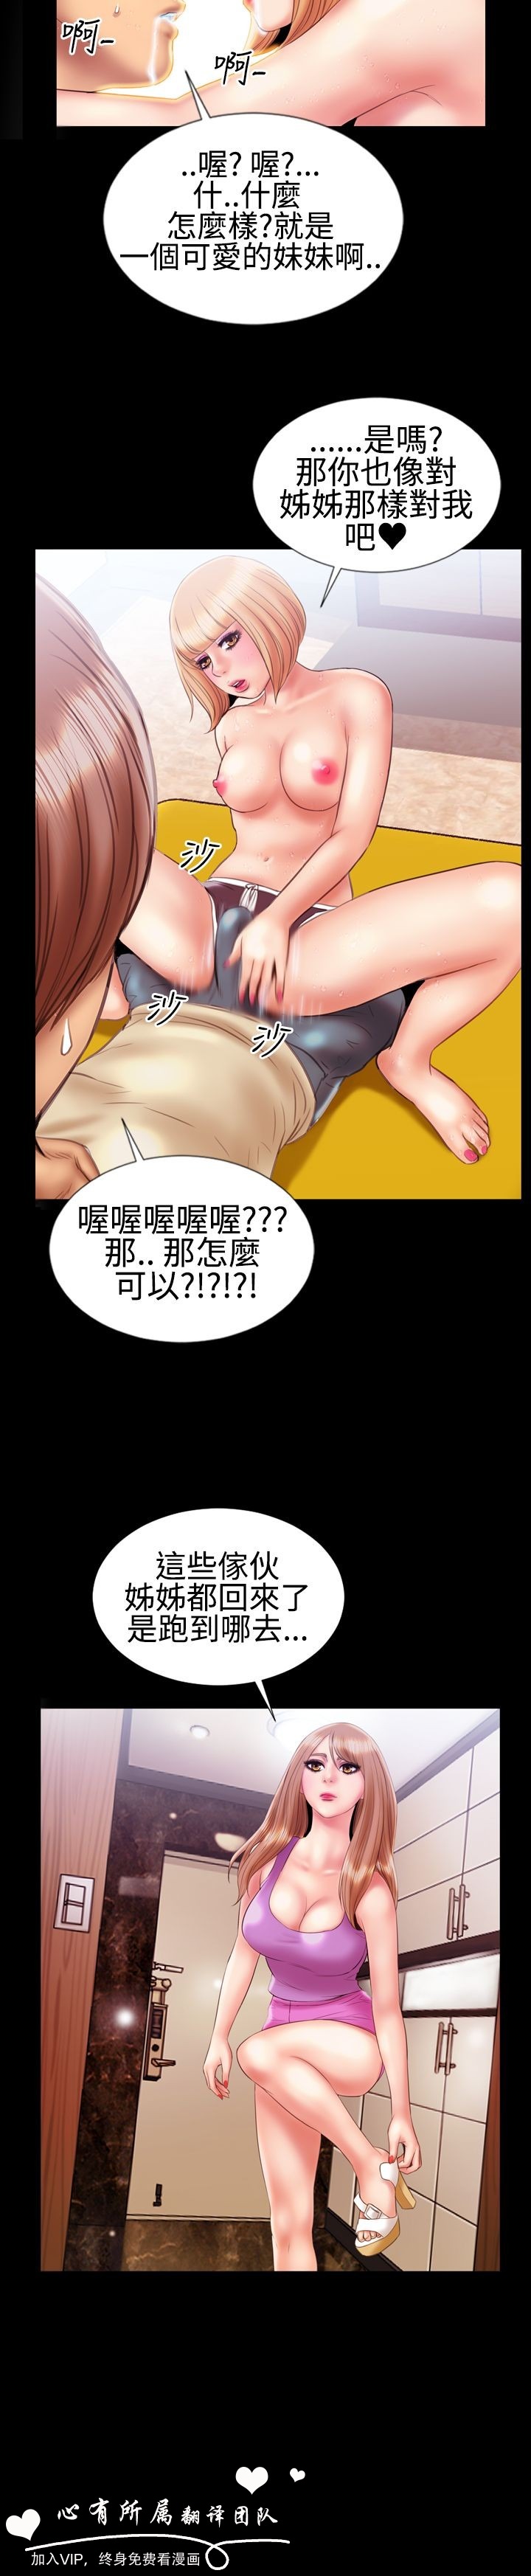 啊~
啊~
..喔? 喔?...
什..什麼
怎麼樣?就是
一個可愛的妹妹啊..
......是嗎?
那你也像對
姊姊那樣對我
吧♥
沙
沙
沙
喔喔喔喔喔???
那.. 那怎麼
可以?!?!?!
這些傢伙
姊姊都回來了
是跑到哪去...
心有所属翻译团队
加入VIP，终身免费看漫画